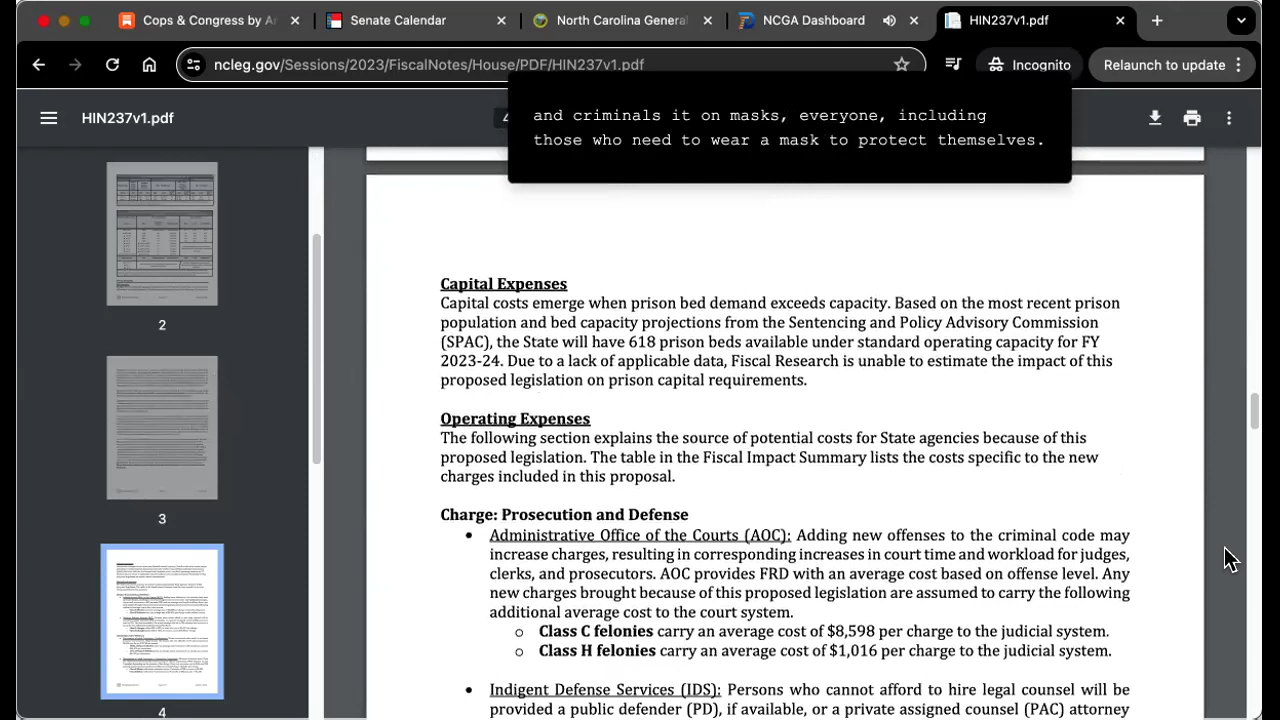 Cops & Congress by Ar
Senate Calendar
North Carolina General
NCGA Dashboard
HIN237v1.pdf
ncleg.gov/Sessions/2023/FiscalNotes/House/PDF/HIN237v1.pdf
Incognito
Relaunch to update
HIN237v1.pdf
4
and criminals it on masks, everyone, including
those who need to wear a mask to protect themselves.
2
3
4
Capital Expenses
Capital costs emerge when prison bed demand exceeds capacity. Based on the most recent prison
population and bed capacity projections from the Sentencing and Policy Advisory Commission
(SPAC), the State will have 618 prison beds available under standard operating capacity for FY
2023-24. Due to a lack of applicable data, Fiscal Research is unable to estimate the impact of this
proposed legislation on prison capital requirements.
Operating Expenses
The following section explains the source of potential costs for State agencies because of this
proposed legislation. The table in the Fiscal Impact Summary lists the costs specific to the new
charges included in this proposal.
Charge: Prosecution and Defense
• Administrative Office of the Courts (AOC): Adding new offenses to the criminal code may
increase charges, resulting in corresponding increases in court time and workload for judges,
clerks, and prosecutors. AOC provides FRD with average cost based on offense level. Any
new charges brought because of this proposed legislation are assumed to carry the following
additional average cost to the court system.
o Class C felonies carry an average cost of $8,598 per charge to the judicial system.
o Class H felonies carry an average cost of $1,016 per charge to the judicial system.
• Indigent Defense Services (IDS): Persons who cannot afford to hire legal counsel will be
provided a public defender (PD), if available, or a private assigned counsel (PAC) attorney